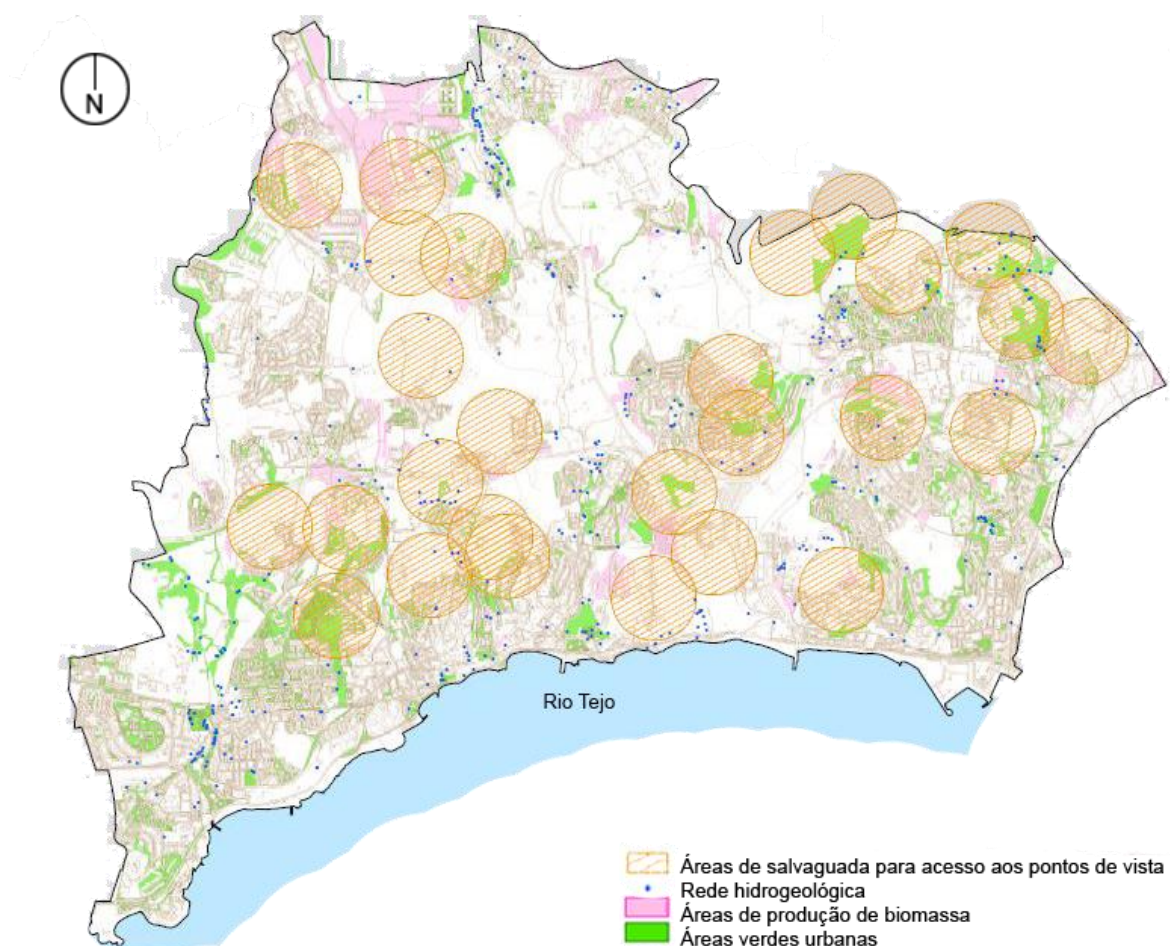 N
Rio Tejo
Áreas de salvaguada para acesso aos pontos de vista
Rede hidrogeológica
Áreas de produção de biomassa
Áreas verdes urbanas